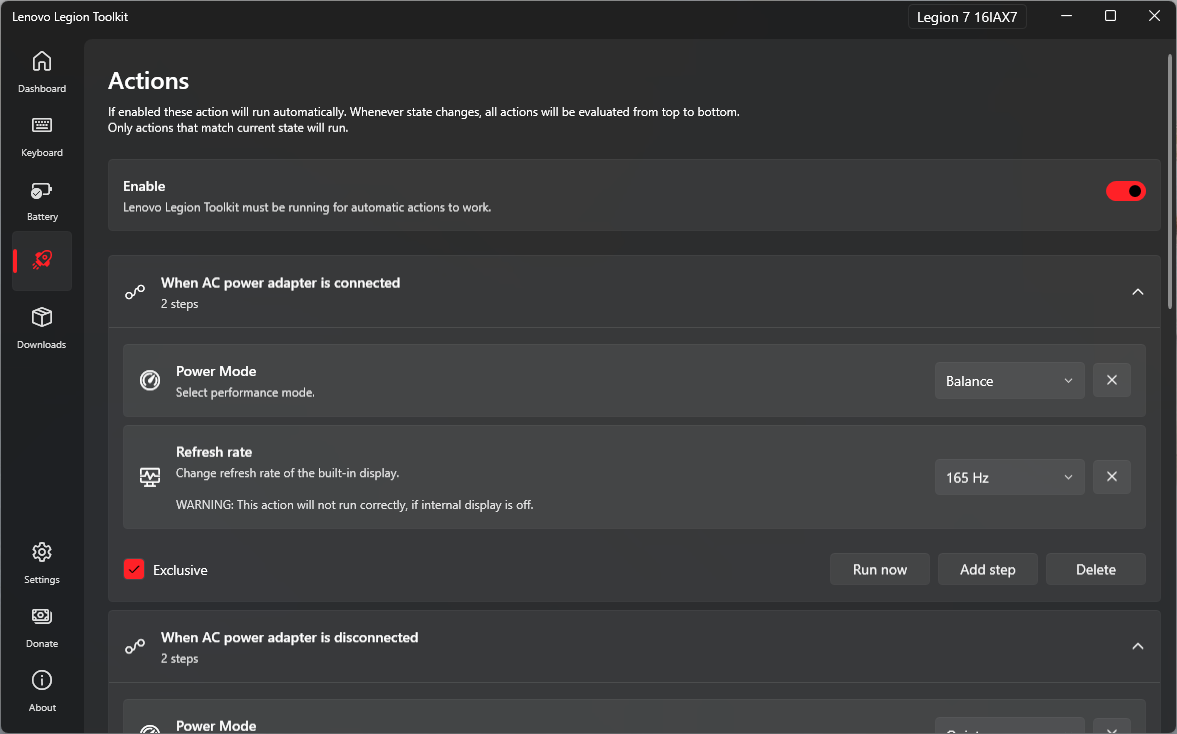 Lenovo Legion Toolkit
Legion 7 16IAX7
Dashboard
Keyboard
Battery
Downloads
Settings
Donate
About
Actions
If enabled these action will run automatically. Whenever state changes, all actions will be evaluated from top to bottom.
Only actions that match current state will run.
Enable
Lenovo Legion Toolkit must be running for automatic actions to work.
When AC power adapter is connected
2 steps
Power Mode
Select performance mode.
Balance
Refresh rate
Change refresh rate of the built-in display.
WARNING: This action will not run correctly, if internal display is off.
165 Hz
Exclusive
Run now
Add step
Delete
When AC power adapter is disconnected
2 steps
Power Mode